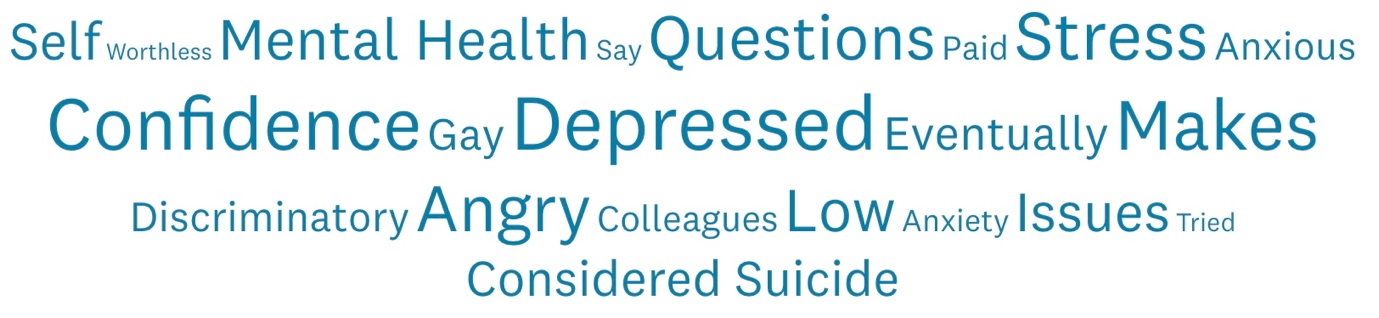 Self Worthless Mental Health Say Questions Paid Stress Anxious
Confidence Gay Depressed Eventually Makes
Discriminatory Angry Colleagues Low Anxiety Issues Tried
Considered Suicide